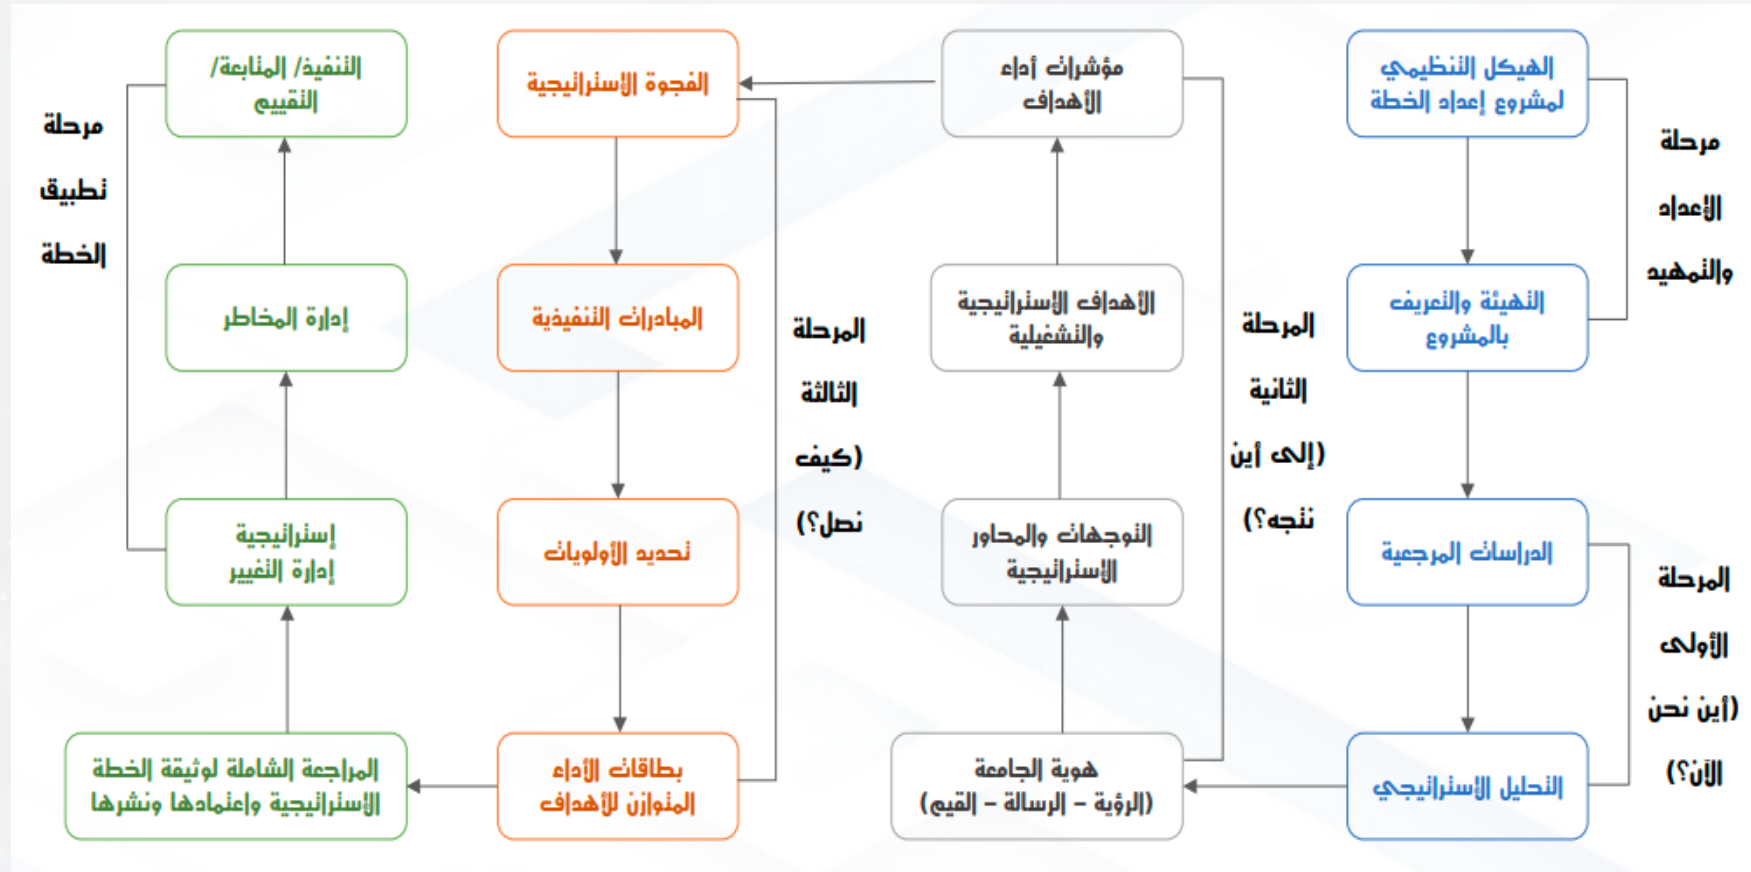 مرحلة
الأعداد
والتمهيد
الهيكل التنظيمي
لمشروع إعداد الخطة
التهيئة والتعريف
بالمشروع
المرحلة
الأولى
(أين نحن
الآن؟)
الدراسات المرجعية
التحليل الاستراتيجي
هوية الجامعة
(الرؤية – الرسالة – القيم)
التوجهات والمحاور
الاستراتيجية
الأهداف الاستراتيجية
والتشغيلية
مؤشرات أداء
الأهداف
المرحلة
الثانية
(إلى أين
نتجه؟)
الفجوة الاستراتيجية
المبادرات التنفيذية
تحديد الأولويات
بطاقات الأداء
المتوازن للأهداف
المرحلة
الثالثة
(كيف
نصل؟)
المراجعة الشاملة لوثيقة الخطة
الاستراتيجية واعتمادها ونشرها
إستراتيجية
إدارة التغيير
إدارة المخاطر
التنفيذ/ المتابعة/
التقييم
مرحلة
تطبيق
الخطة